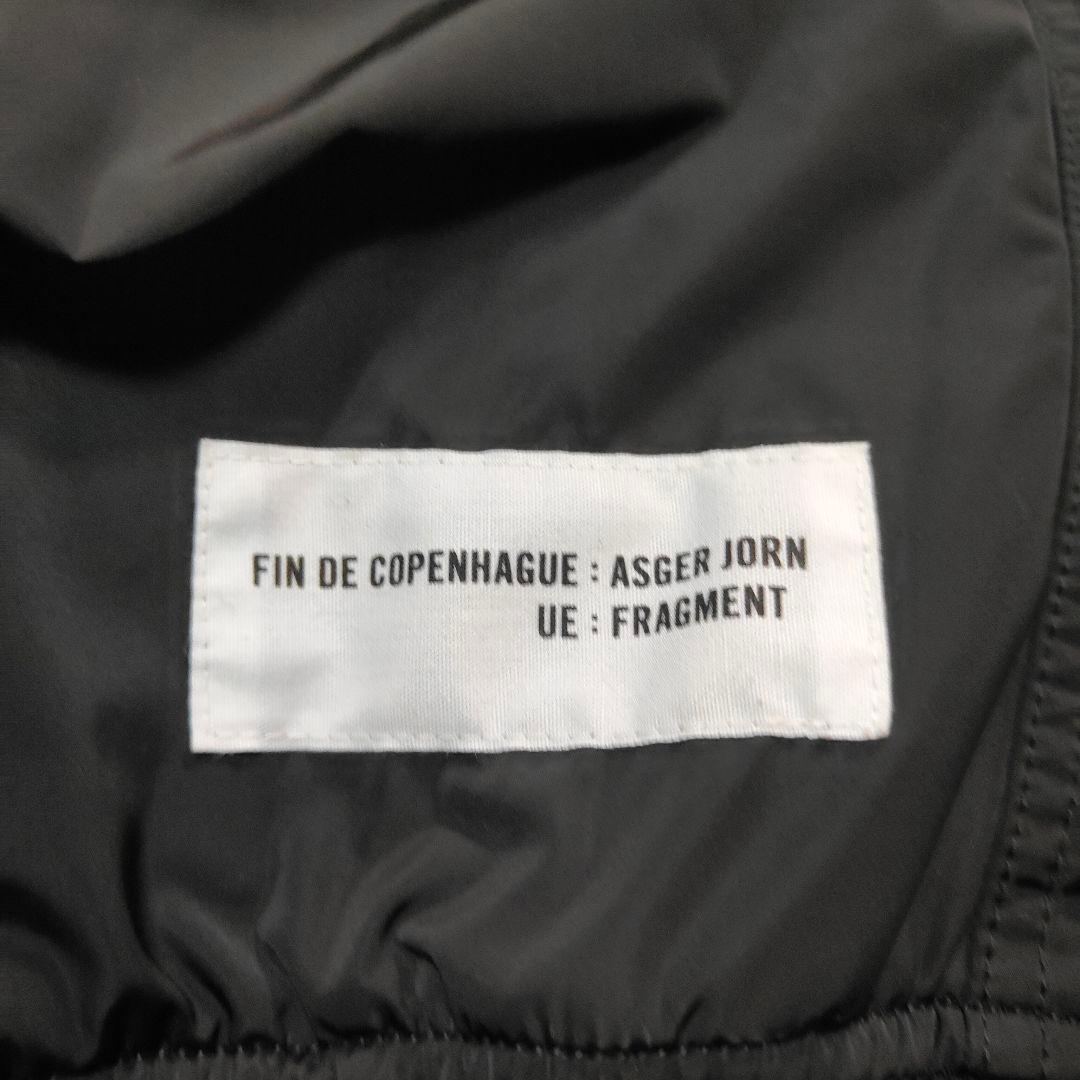 FIN DE COPENHAGUE : ASGER JORN
UE : FRAGMENT